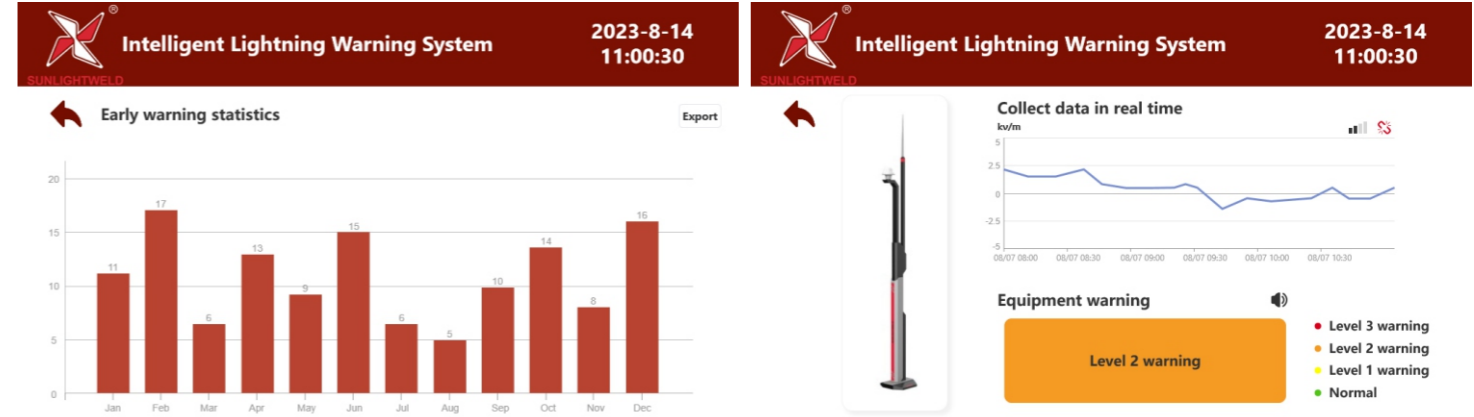 ®
Intelligent Lightning Warning System
2023-8-14
11:00:30
SUNLIGHTWELD
Early warning statistics
Export
20
15
10
5
0
11
17
6
13
9
15
6
5
10
14
8
16
Jan
Feb
Mar
Apr
May
Jun
Jul
Aug
Sep
Oct
Nov
Dec
®
Intelligent Lightning Warning System
2023-8-14
11:00:30
SUNLIGHTWELD
Collect data in real time
kv/m
5
2.5
0
-2.5
-5
08/07 08:00
08/07 08:30
08/07 09:00
08/07 09:30
08/07 10:00
08/07 10:30
Equipment warning
Level 2 warning
Level 3 warning
Level 2 warning
Level 1 warning
Normal